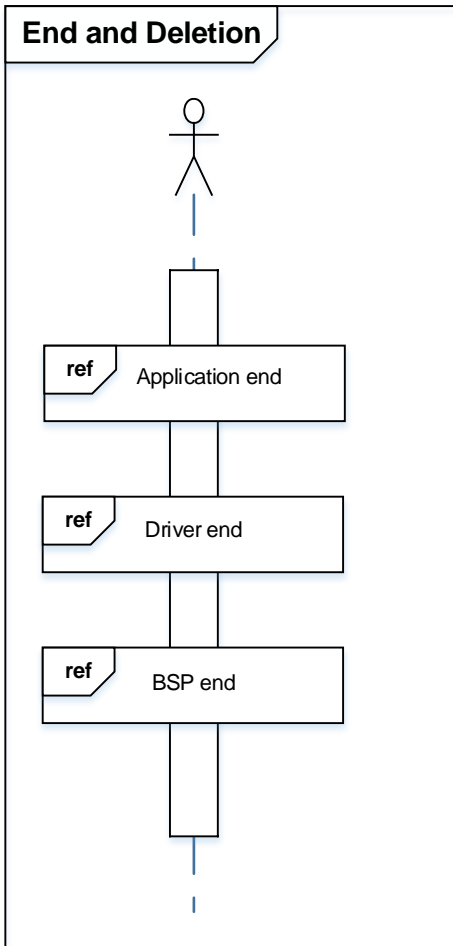 End and Deletion
ref
Application end
ref
Driver end
ref
BSP end